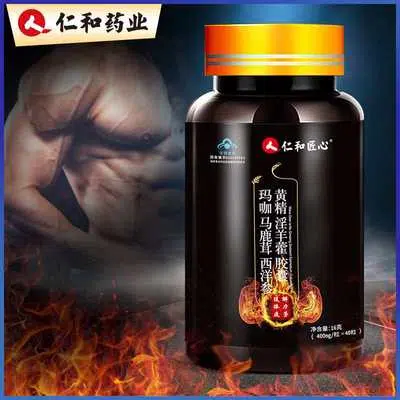 仁和药业
仁和匠心
黄精 淫羊藿 胶囊
玛咖 马鹿茸 西洋参
净含量:16克
(400mg/粒×40粒)